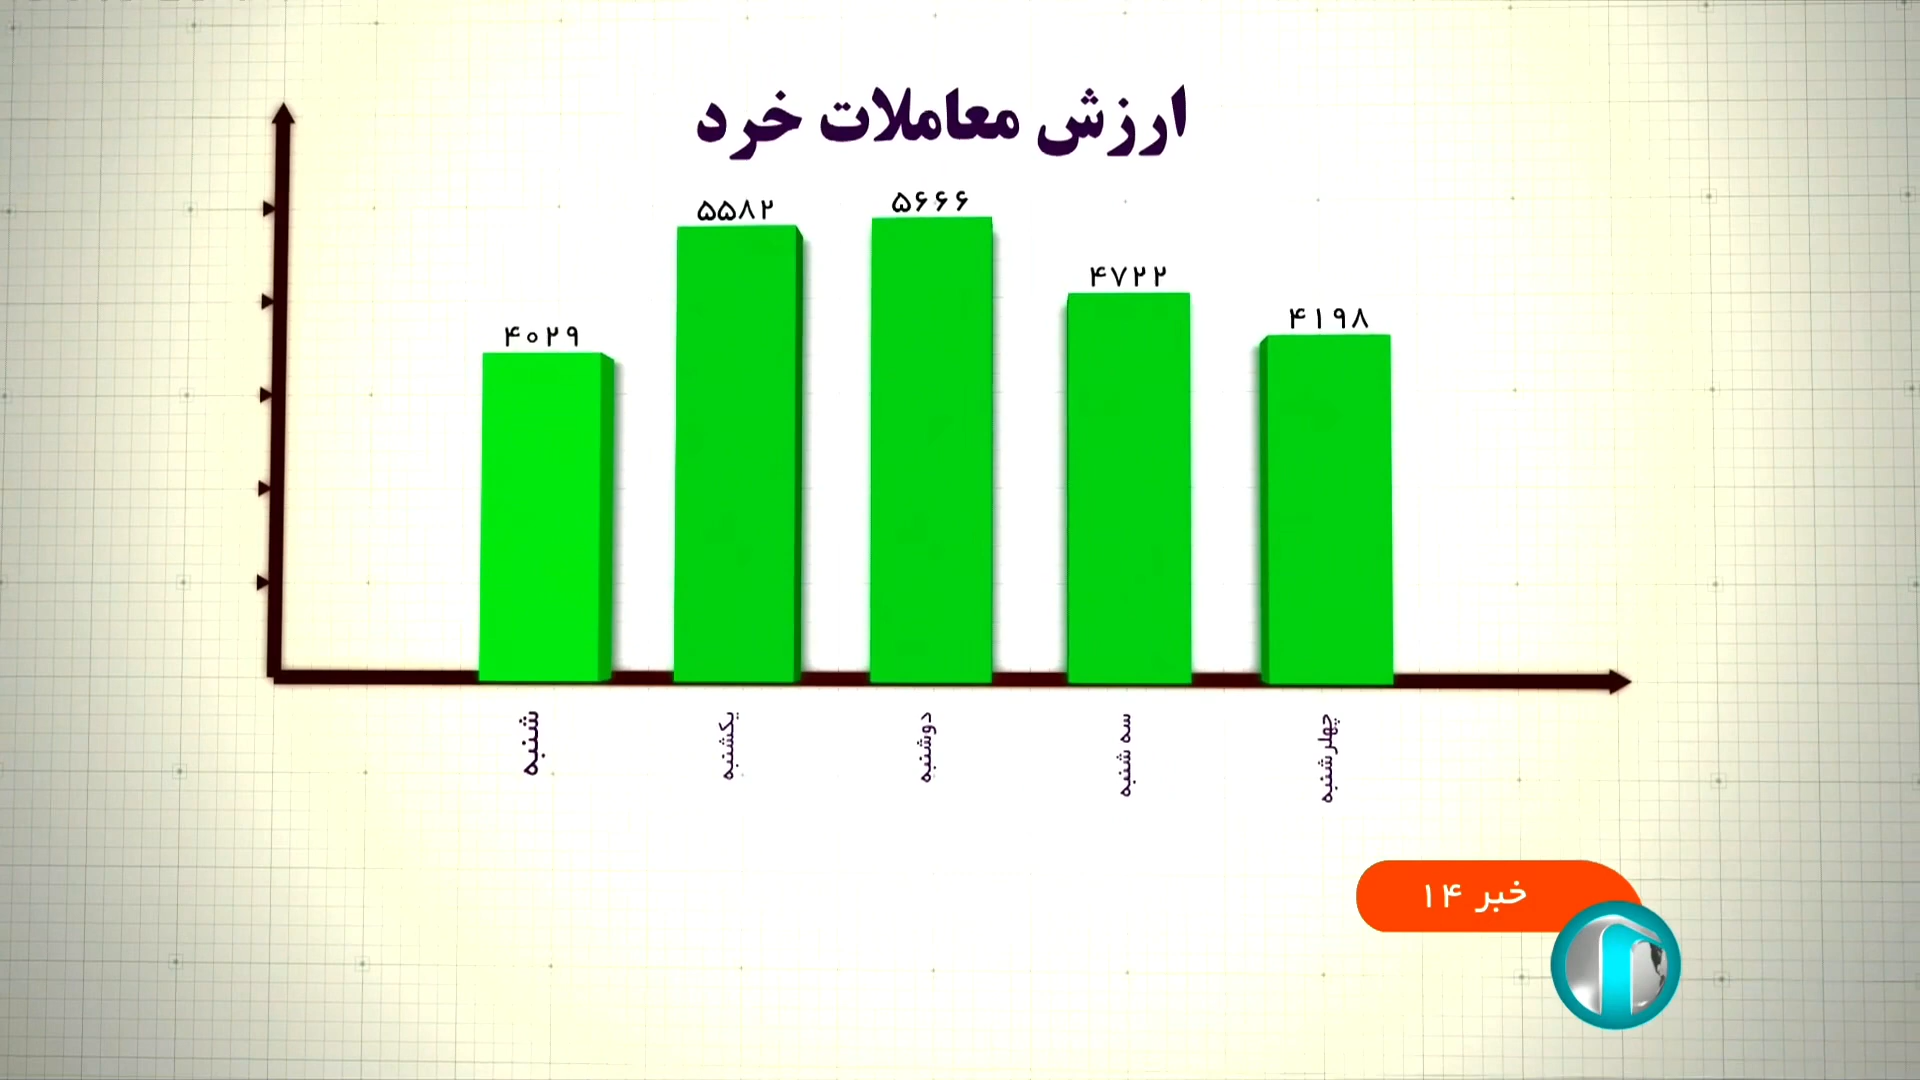 ارزش معاملات خرد
۴۰۲۹
۵۵۸۲
۵۶۶۶
۴۷۲۲
۴۱۹۸
شنبه
یکشنبه
دوشنبه
سه شنبه
چهارشنبه
خبر ۱۴